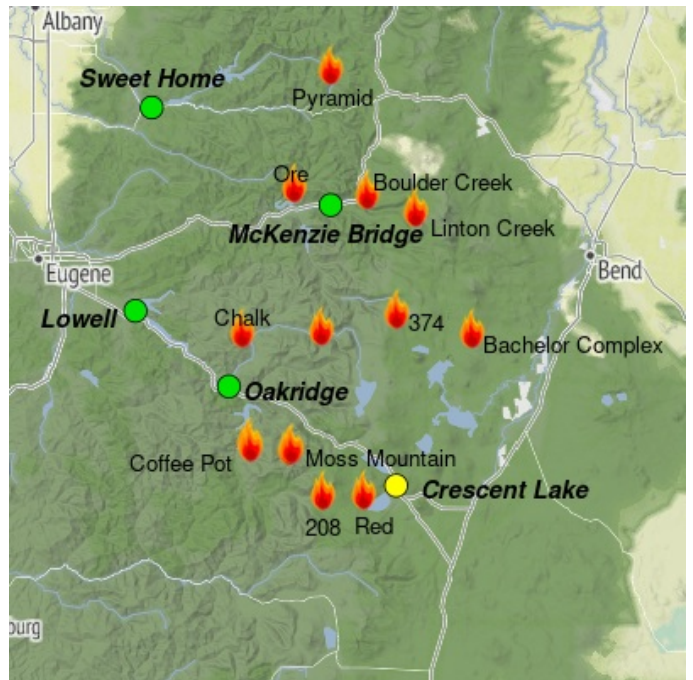 Albany
Sweet Home
Pyramid
Ore
Boulder Creek
McKenzie Bridge
Linton Creek
Eugene
Bend
Lowell
Chalk
374
Bachelor Complex
Oakridge
Coffee Pot
Moss Mountain
Crescent Lake
208
Red
burg